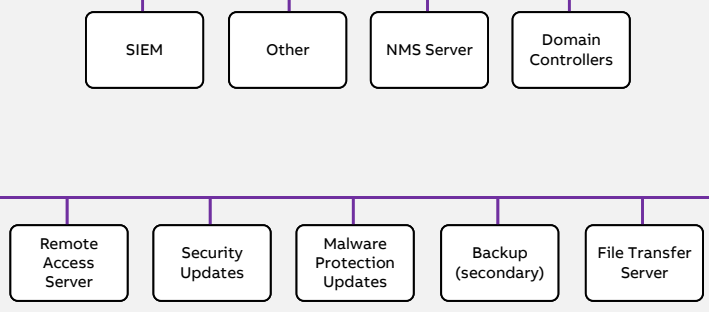 SIEM
Other
NMS Server
Domain
Controllers
Remote
Access
Server
Security
Updates
Malware
Protection
Updates
Backup
(secondary)
File Transfer
Server